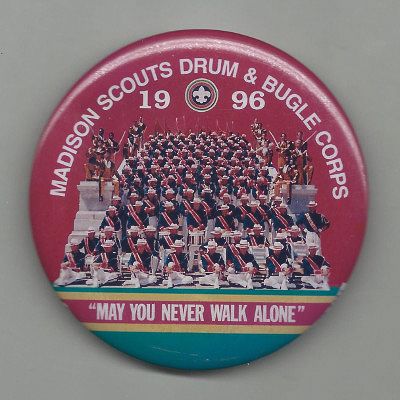 MADISON SCOUTS DRUM & BUGLE CORPS
19 96
"MAY YOU NEVER WALK ALONE"